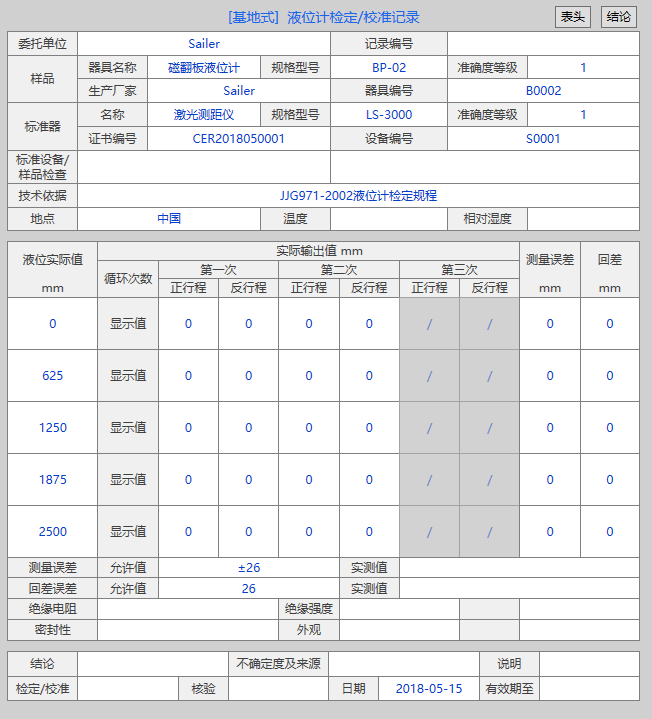 [基地式] 液位计检定/校准记录 表头 结论
委托单位 Sailer 记录编号
样品 器具名称 磁翻板液位计 规格型号 BP-02 准确度等级 1
生产厂家 Sailer 器具编号 B0002
标准器 名称 激光测距仪 规格型号 LS-3000 准确度等级 1
证书编号 CER2018050001 设备编号 S0001
标准设备/
样品检查
技术依据 JJG971-2002液位计检定规程
地点 中国 温度 相对湿度
液位实际值 mm 实际输出值 mm 测量误差 mm 回差 mm
循环次数 第一次 第二次 第三次
正行程 反行程 正行程 反行程 正行程 反行程
0 显示值 0 0 0 0 / / 0 0
625 显示值 0 0 0 0 / / 0 0
1250 显示值 0 0 0 0 / / 0 0
1875 显示值 0 0 0 0 / / 0 0
2500 显示值 0 0 0 0 / / 0 0
测量误差 允许值 ±26 实测值
回差误差 允许值 26 实测值
绝缘电阻 绝缘强度
密封性 外观
结论 不确定度及来源 说明
检定/校准 核验 日期 2018-05-15 有效期至